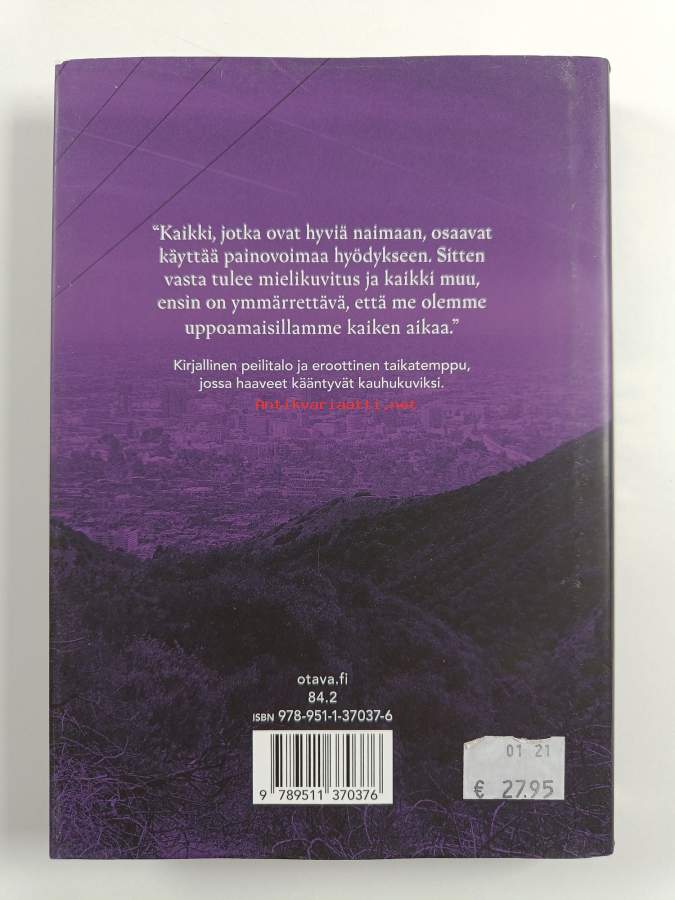 “Kaikki, jotka ovat hyviä naimaan, osaavat
käyttää painovoimaa hyödykseen. Sitten
vasta tulee mielikuvitus ja kaikki muu,
ensin on ymmärrettävä, että me olemme
uppoamaisillamme kaiken aikaa.”
Kirjallinen peilitalo ja eroottinen taikatemppu,
jossa haaveet kääntyvät kauhukuviksi.
Antikvariaatti.net
otava.fi
84.2
ISBN 978-951-1-37037-6
9 789511 370376
01 21
€ 27.95